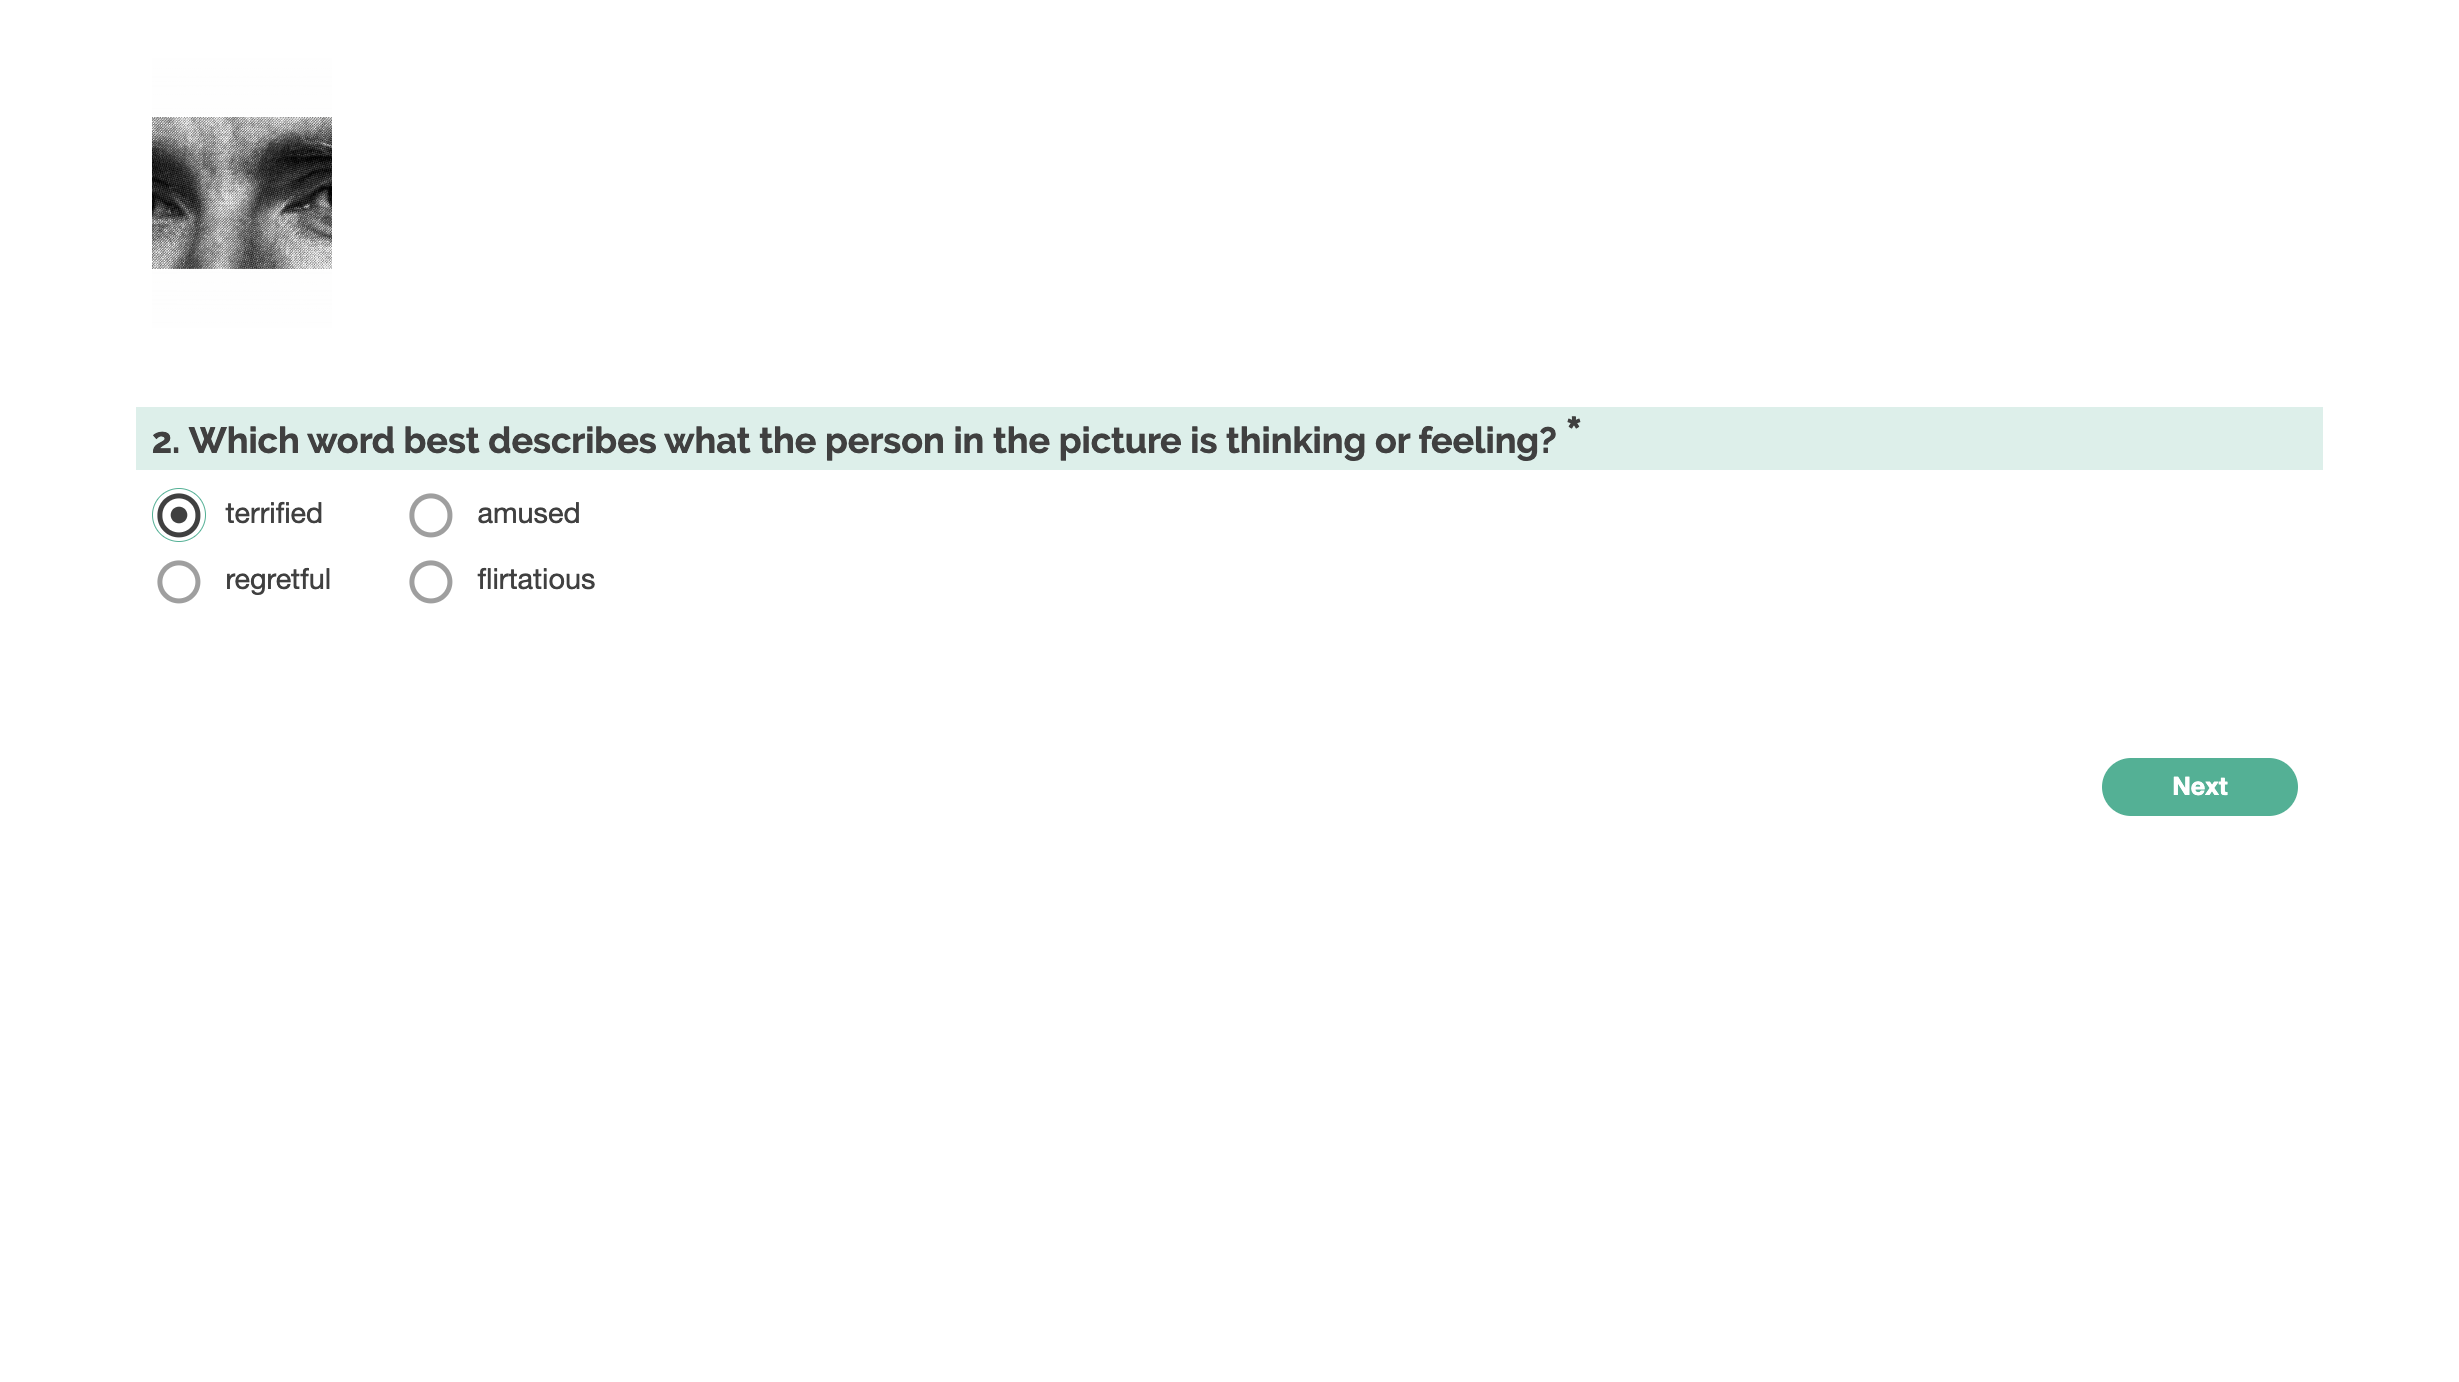 2. Which word best describes what the person in the picture is thinking or feeling? *
terrified amused
regretful flirtatious
Next